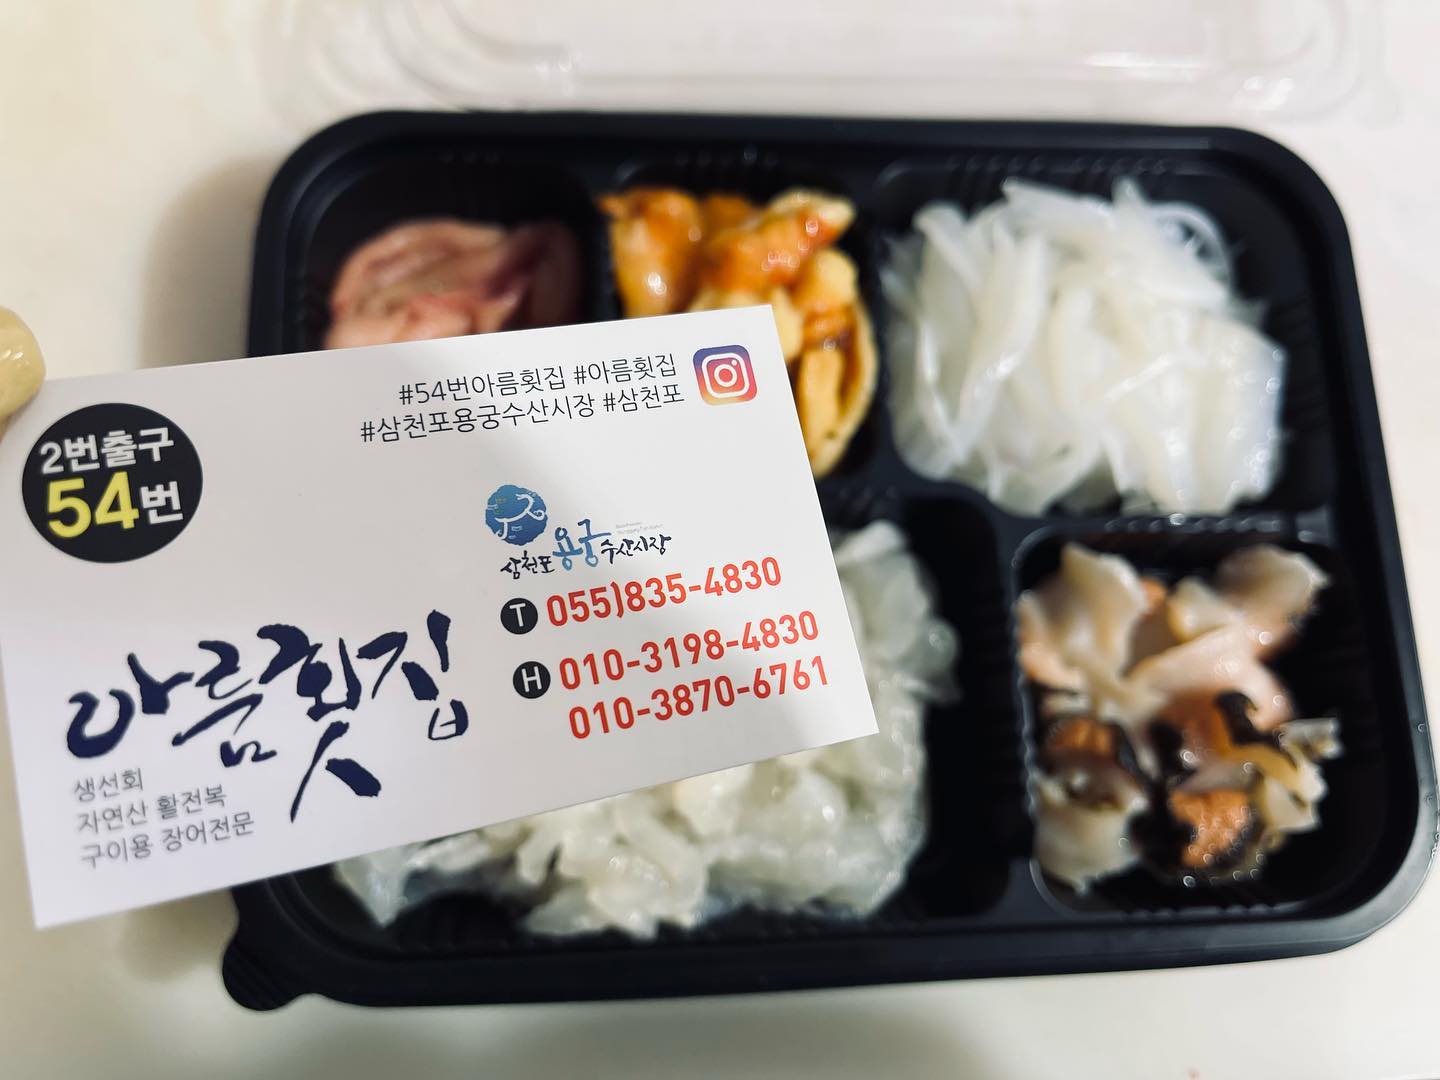 #54번아름횟집 #아름횟집
#삼천포용궁수산시장 #삼천포
2번출구
54번
삼천포용궁수산시장
T 055)835-4830
H 010-3198-4830
010-3870-6761
아름횟집
생선회
자연산 활전복
구이용 장어전문